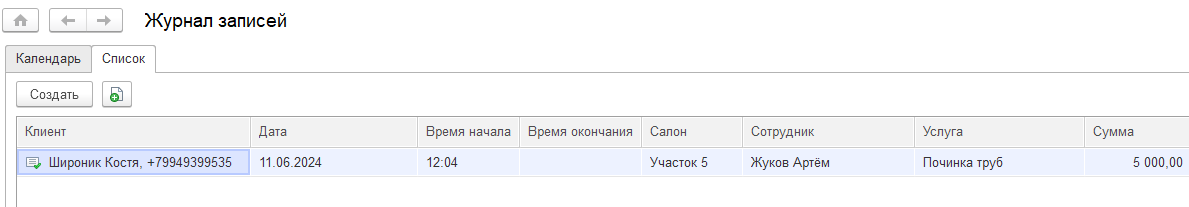 Журнал записей
Календарь Список
Создать
Клиент Дата Время начала Время окончания Салон Сотрудник Услуга Сумма
Широник Костя, +79949399535 11.06.2024 12:04 Участок 5 Жуков Артём Починка труб 5 000,00